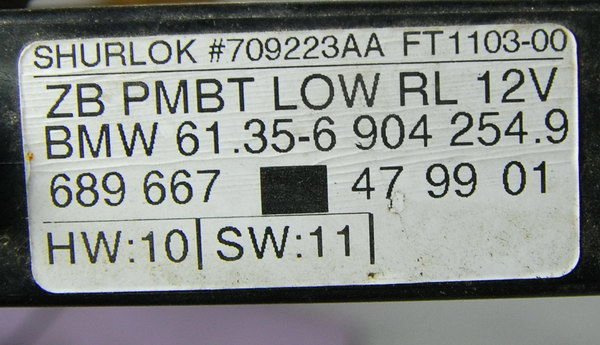 SHURLOK #709223AA FT1103-00
ZB PMBT LOW RL 12V
BMW 61.35-6 904 254.9
689 667 47 99 01
HW:10 SW:11